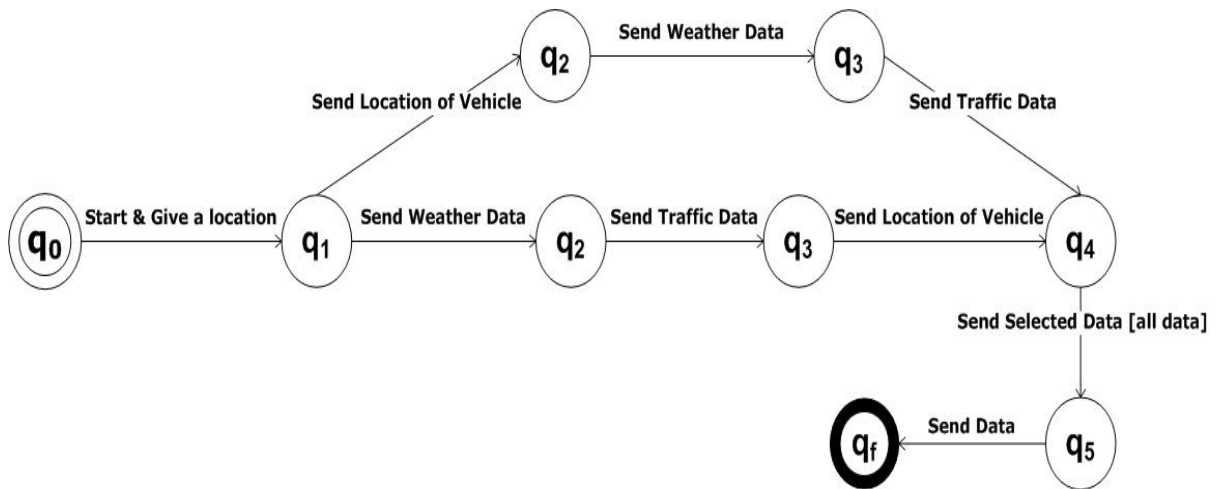 q2
Send Weather Data
q3
Send Location of Vehicle
Send Traffic Data
q0
Start & Give a location
q1
Send Weather Data
q2
Send Traffic Data
q3
Send Location of Vehicle
q4
Send Selected Data [all data]
qf
Send Data
q5